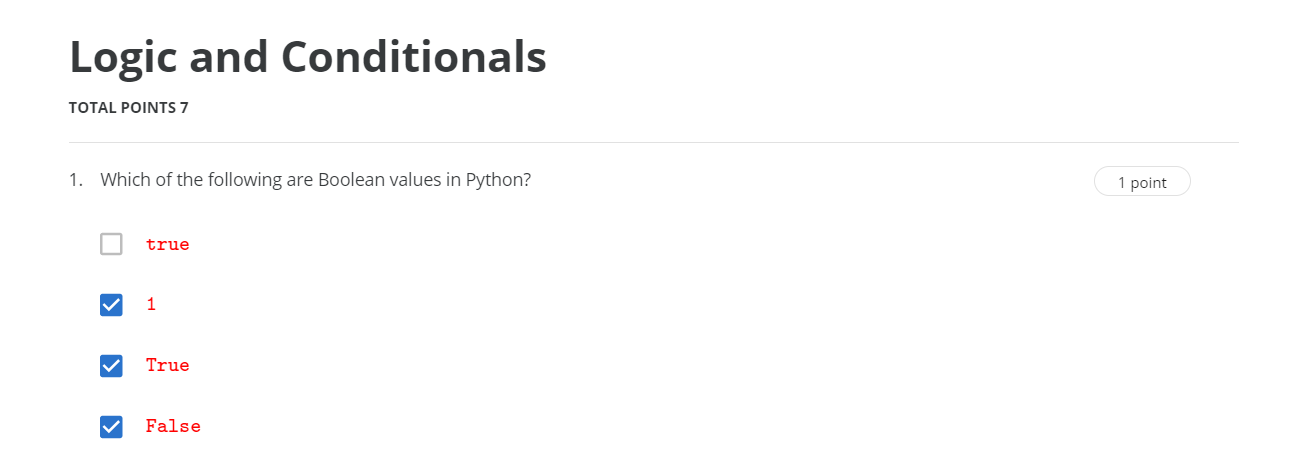 Logic and Conditionals
TOTAL POINTS 7
1. Which of the following are Boolean values in Python?
1 point
true
1
True
False